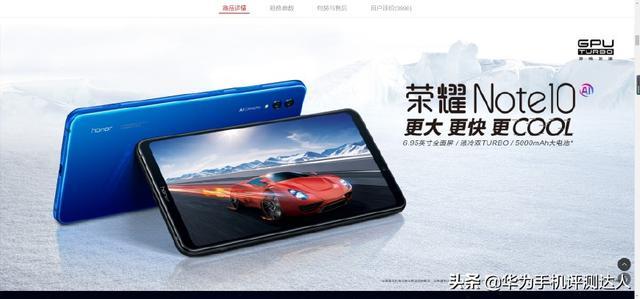 商品详情 规格参数 包装与售后 用户评价(3998)
GPU
TURBO
荣耀Note10 AI
更大 更快 更COOL
6.95英寸全面屏 / 液冷双TURBO / 5000mAh大电池*
AI CAMERA
honor
honor
头条 @华为手机评测达人